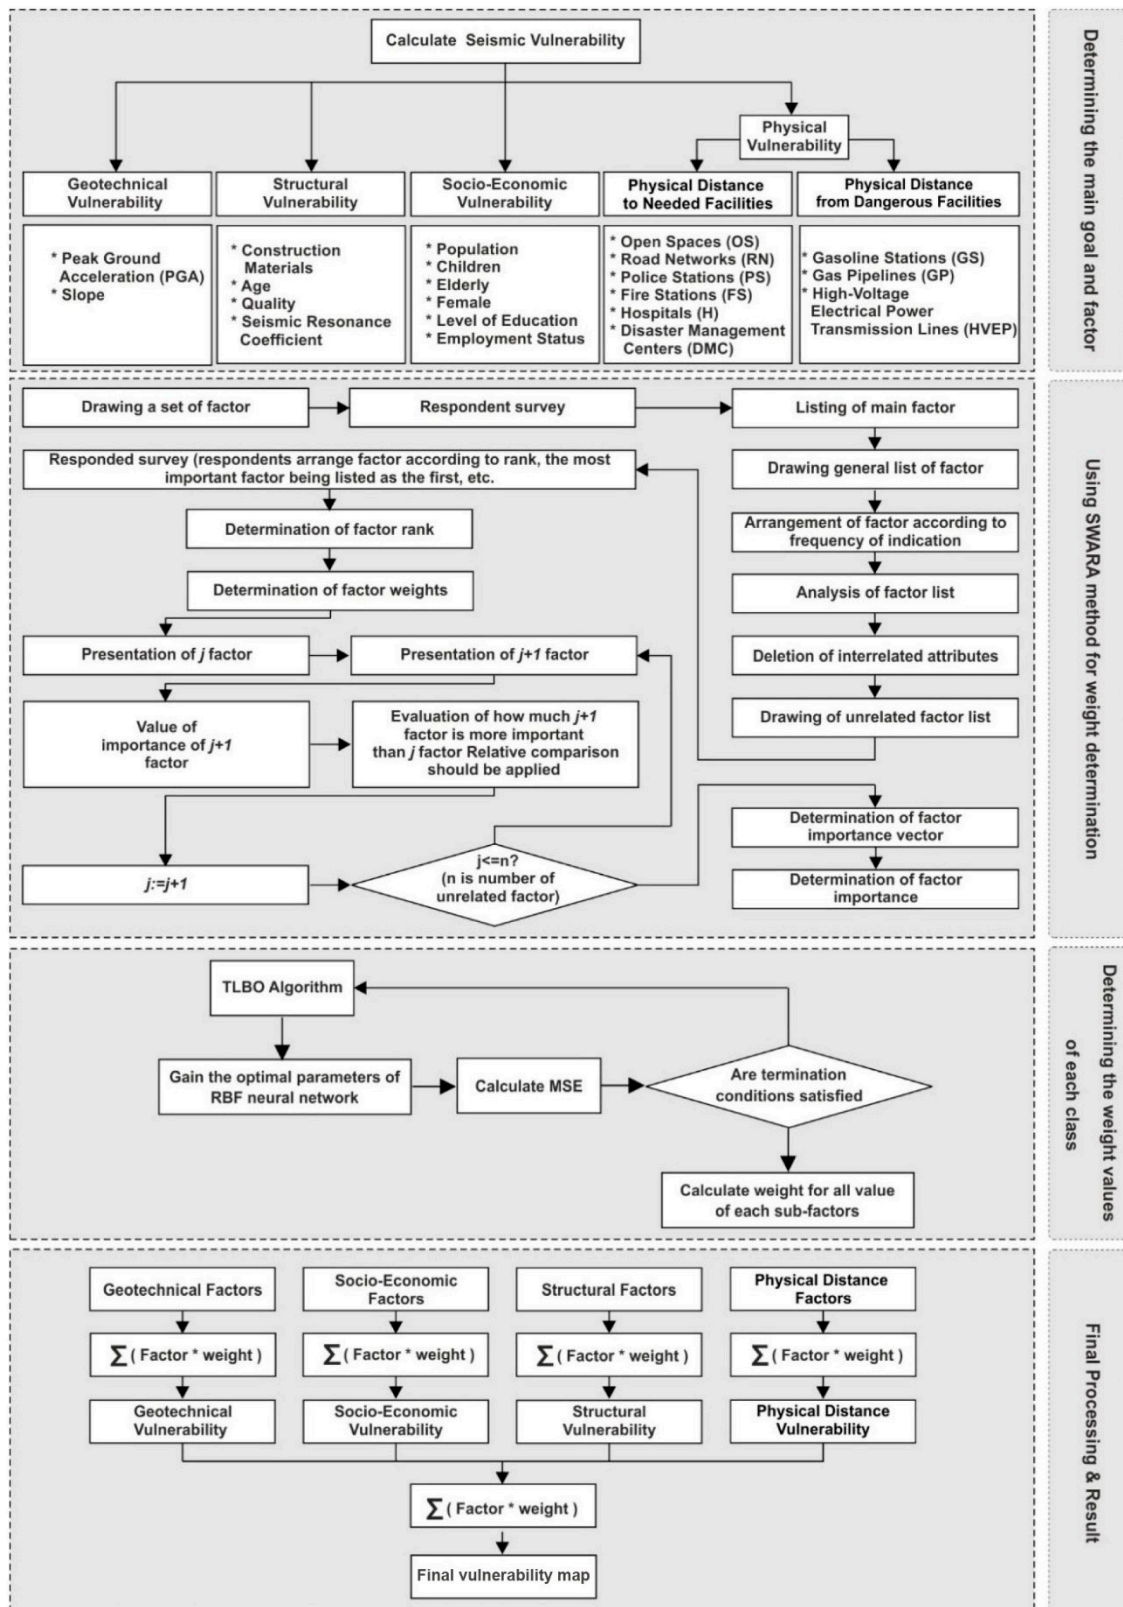 Calculate Seismic Vulnerability
Physical
Vulnerability
Geotechnical
Vulnerability
Structural
Vulnerability
Socio-Economic
Vulnerability
Physical Distance
to Needed Facilities
Physical Distance
from Dangerous Facilities
* Peak Ground
Acceleration (PGA)
* Slope
* Construction
Materials
* Age
* Quality
* Seismic Resonance
Coefficient
* Population
* Children
* Elderly
* Female
* Level of Education
* Employment Status
* Open Spaces (OS)
* Road Networks (RN)
* Police Stations (PS)
* Fire Stations (FS)
* Hospitals (H)
* Disaster Management
Centers (DMC)
* Gasoline Stations (GS)
* Gas Pipelines (GP)
* High-Voltage
Electrical Power
Transmission Lines (HVEP)
Determining the main goal
and factor
Drawing a set of factor
Respondent survey
Listing of main factor
Responded survey (respondents arrange factor according to rank, the most
important factor being listed as the first, etc.
Drawing general list of factor
Determination of factor rank
Arrangement of factor according to
frequency of indication
Determination of factor weights
Analysis of factor list
Presentation of j factor
Presentation of j+1 factor
Deletion of interrelated attributes
Value of
importance of j+1
factor
Evaluation of how much j+1
factor is more important
than j factor Relative comparison
should be applied
Drawing of unrelated factor list
Determination of factor
importance vector
j:=j+1
j<=n?
(n is number of
unrelated factor)
Determination of factor
importance
Using SWARA method for weight
determination
TLBO Algorithm
Gain the optimal parameters of
RBF neural network
Calculate MSE
Are termination
conditions satisfied
Calculate weight for all value
of each sub-factors
Determining the weight values
of each class
Geotechnical Factors
Socio-Economic
Factors
Structural Factors
Physical Distance
Factors
∑ ( Factor * weight )
∑ ( Factor * weight )
∑ ( Factor * weight )
∑ ( Factor * weight )
Geotechnical
Vulnerability
Socio-Economic
Vulnerability
Structural
Vulnerability
Physical Distance
Vulnerability
∑ ( Factor * weight )
Final vulnerability map
Final Processing & Result